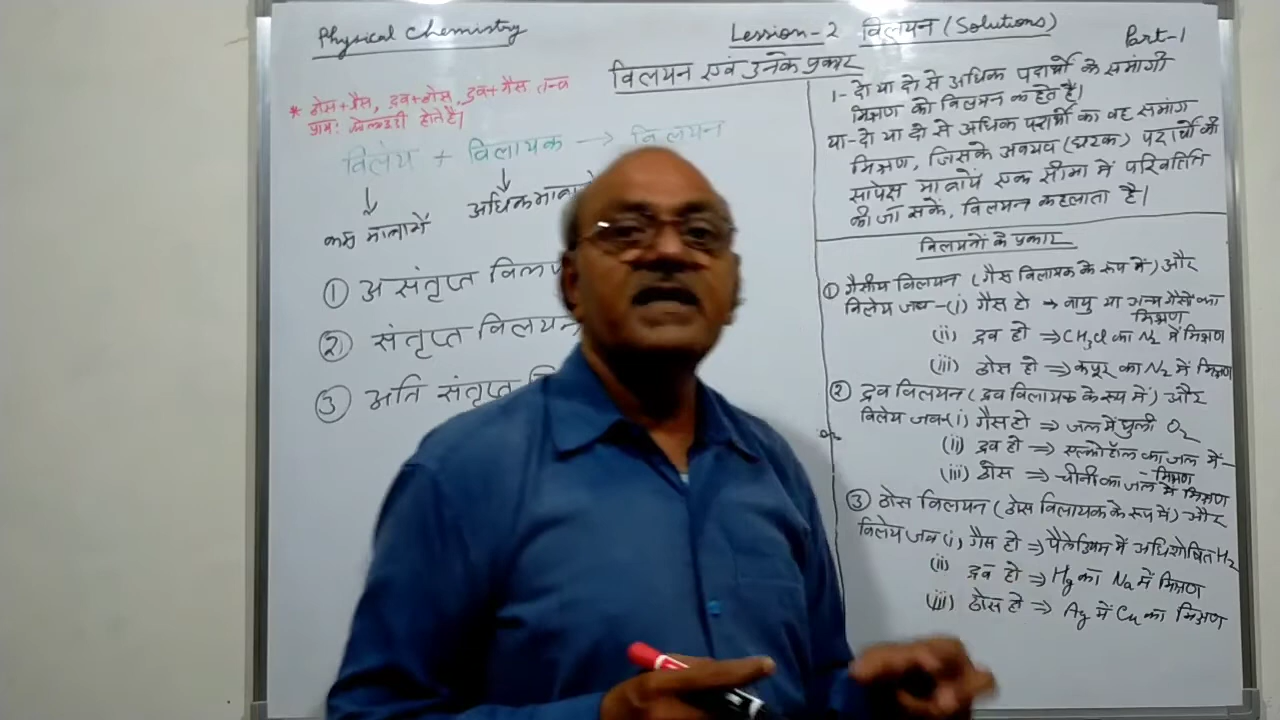 Physical Chemistry
Lession-2 विलयन (Solutions)
Part-1
विलयन एवं उनके प्रकार
* ठोस+गैस, द्रव+ठोस, द्रव+गैस
प्रायः होते है।
विलेय + विलायक → विलयन
कम मात्रा में
अधिक मात्रा
① असंतृप्त विलय
② संतृप्त विलयन
③ अति संतृप्त
1- दो या दो से अधिक पदार्थो के समांगी
मिश्रण को विलयन कहते है।
या- दो या दो से अधिक पदार्थो का वह समांग
मिश्रण, जिसके अवयव (घटक) पदार्थो की
सापेक्ष मात्रायें एक सीमा में परिवर्तित
की जा सकें, विलयन कहलाता है।
विलयनों के प्रकार
① गैसीय विलयन (गैस विलायक के रूप में) और
विलेय जब-(i) गैस हो → वायु या अन्य गैसों का
मिश्रण
(ii) द्रव हो ⇒ CH3Cl का N2 में मिश्रण
(iii) ठोस हो ⇒ कपूर का N2 में मिश्रण
② द्रव विलयन (द्रव विलायक के रूप में) और
विलेय जब-(i) गैस हो ⇒ जल में घुली O2
(ii) द्रव हो ⇒ एल्कोहॉल का जल में-
-मिश्रण
(iii) ठोस ⇒ चीनी का जल में मिश्रण
③ ठोस विलयन (ठोस विलायक के रूप में) और
विलेय जब (i) गैस हो ⇒ पैलेडियम में अधिशोषित H2
(ii) द्रव हो ⇒ Hg का Na में मिश्रण
(iii) ठोस हो ⇒ Ag में Cu का मिश्रण